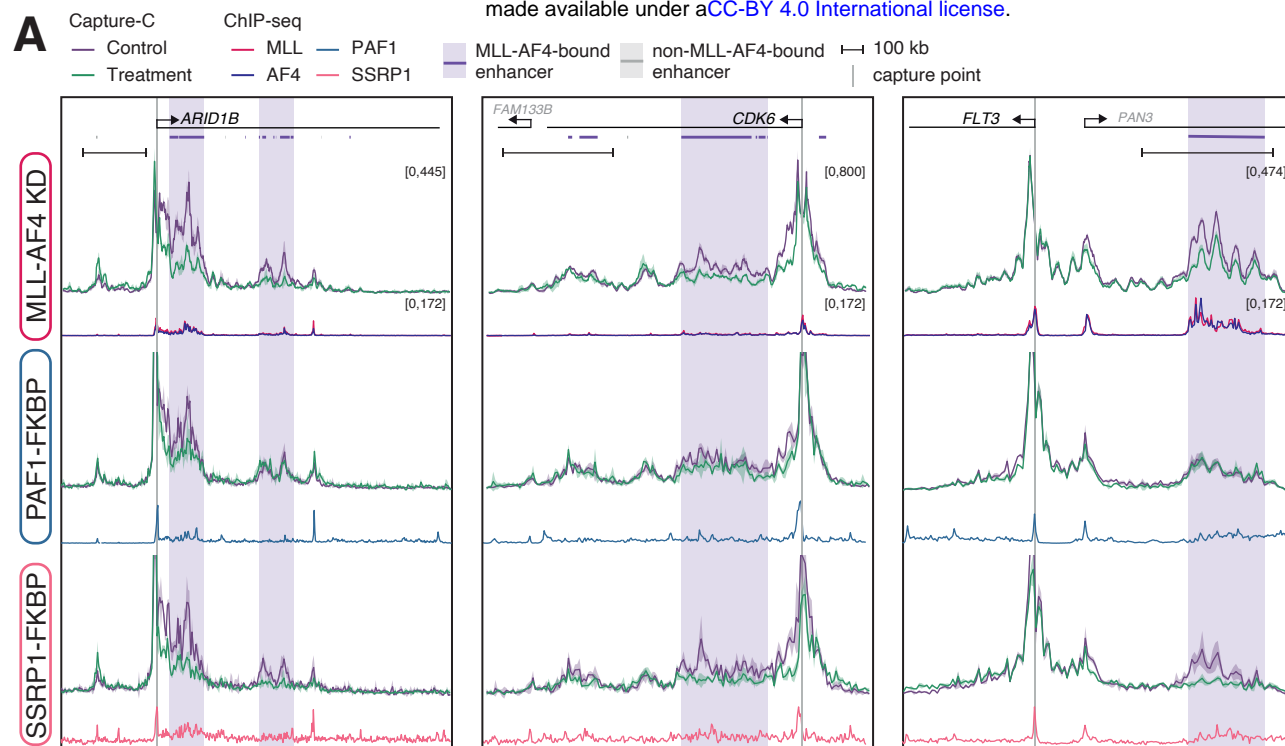 made available under aCC-BY 4.0 International license.
A
Capture-C
Control
Treatment
ChIP-seq
MLL
PAF1
AF4
SSRP1
MLL-AF4-bound
enhancer
non-MLL-AF4-bound
enhancer
100 kb
capture point
ARID1B
FAM133B
CDK6
FLT3
PAN3
MLL-AF4 KD
[0,445]
[0,800]
[0,474]
[0,172]
[0,172]
[0,172]
PAF1-FKBP
SSRP1-FKBP